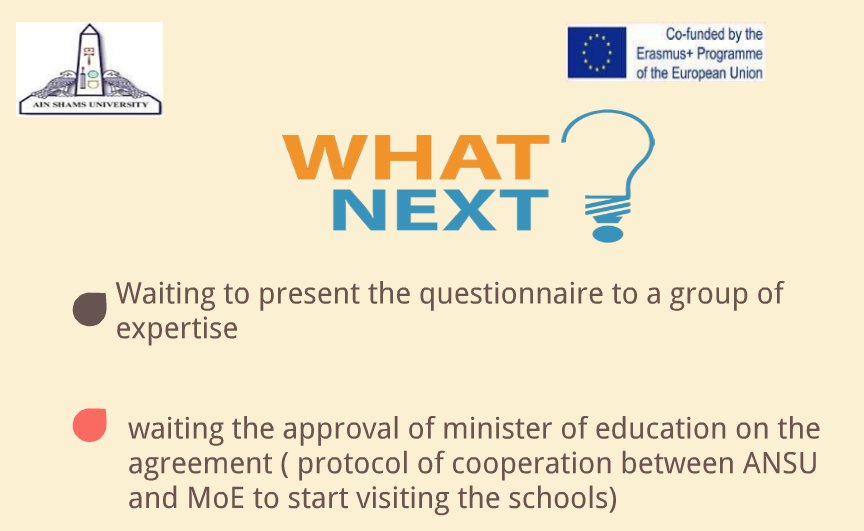 AIN SHAMS UNIVERSITY
Co-funded by the
Erasmus+ Programme
of the European Union
WHAT
NEXT
Waiting to present the questionnaire to a group of
expertise
waiting the approval of minister of education on the
agreement ( protocol of cooperation between ANSU
and MoE to start visiting the schools)